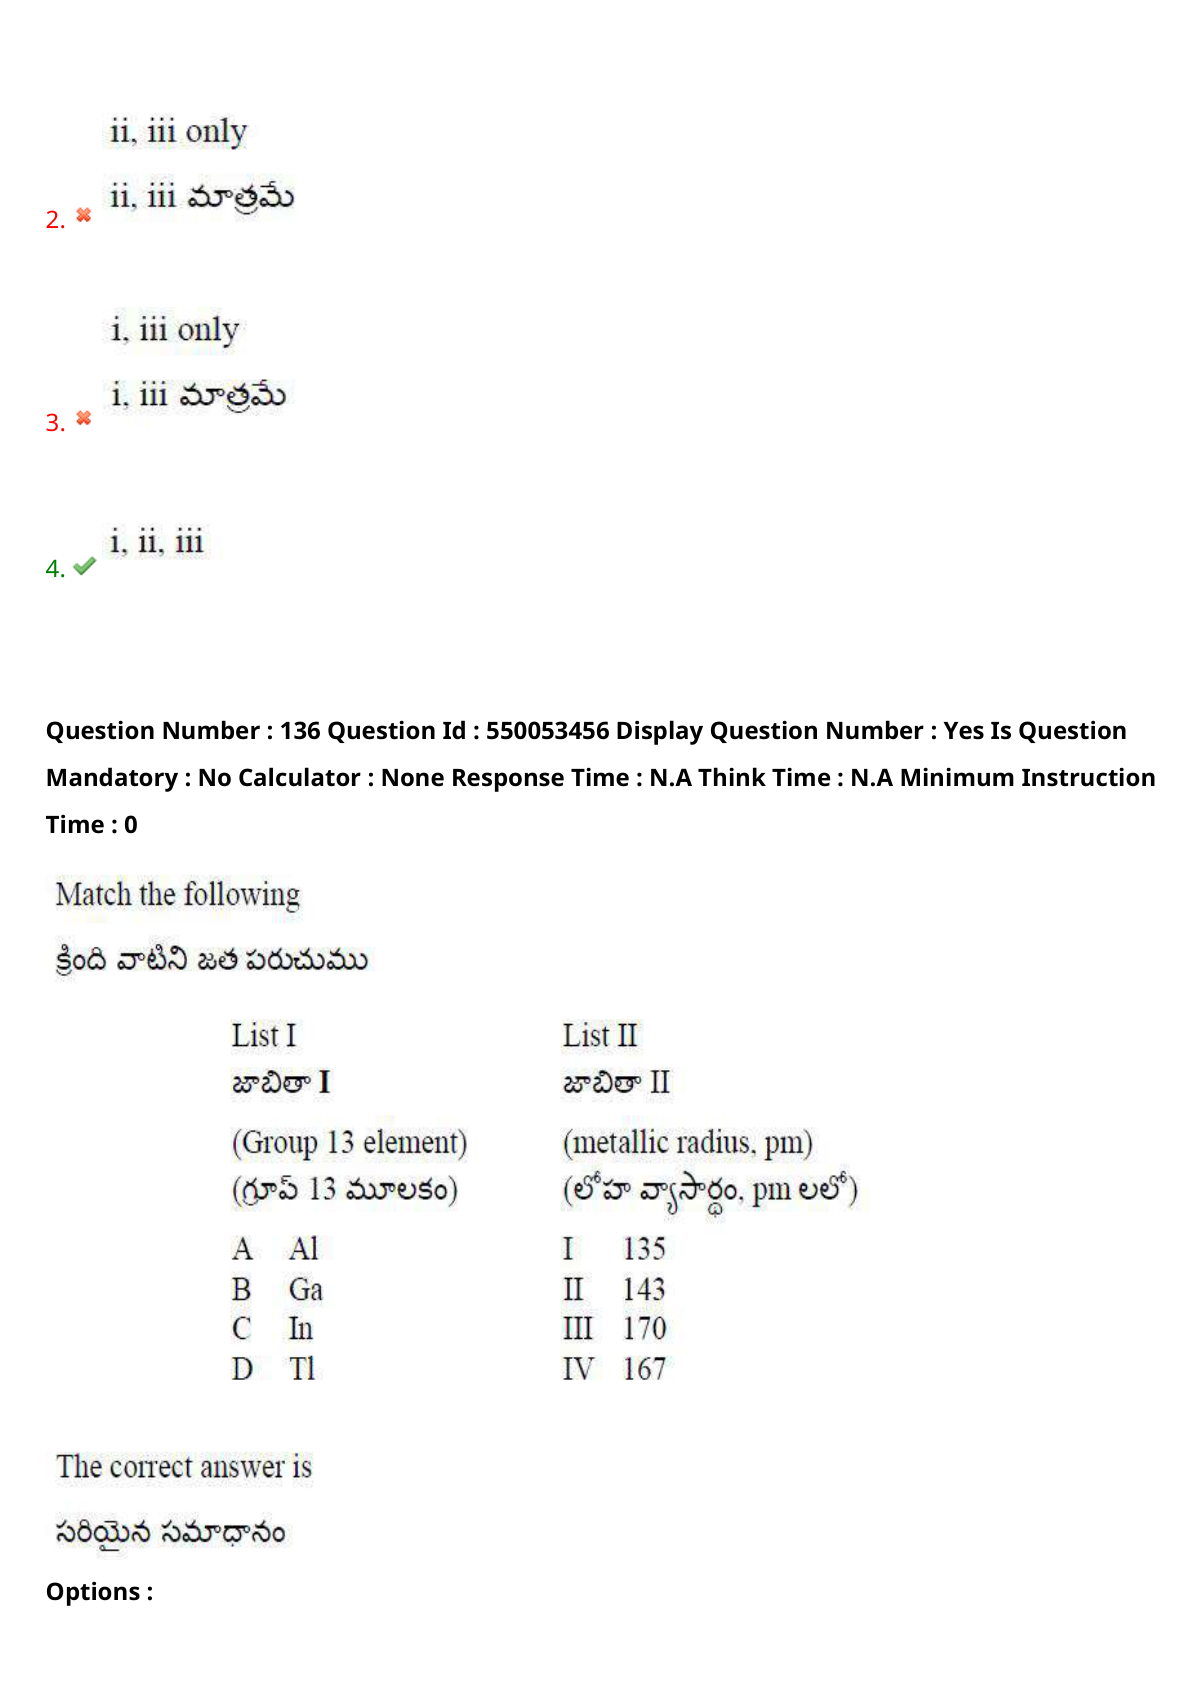 ii, iii only
ii, iii మాత్రమే
2.
i, iii only
i, iii మాత్రమే
3.
i, ii, iii
4.
Question Number : 136 Question Id : 550053456 Display Question Number : Yes Is Question
Mandatory : No Calculator : None Response Time : N.A Think Time : N.A Minimum Instruction
Time : 0
Match the following
క్రింది వాటిని జత పరుచుము
List I List II
జాబితా I జాబితా II
(Group 13 element) (metallic radius, pm)
(గ్రూప్ 13 మూలకం) (లోహ వ్యాసార్థం, pm లలో)
A Al I 135
B Ga II 143
C In III 170
D Tl IV 167
The correct answer is
సరియైన సమాధానం
Options :